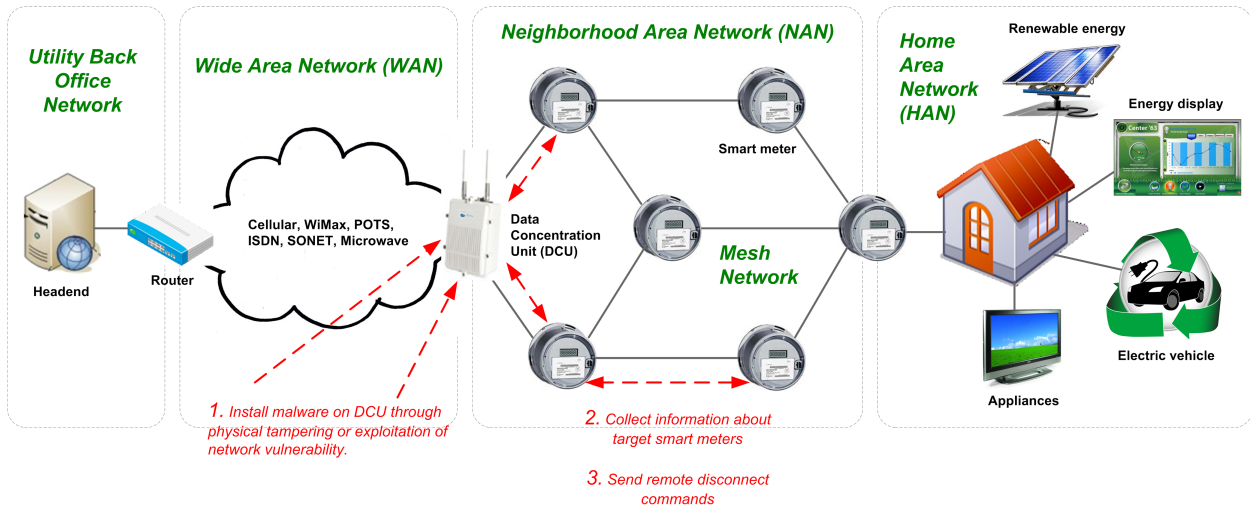 Utility Back
Office
Network
Wide Area Network (WAN)
Neighborhood Area Network (NAN)
Home
Area
Network
(HAN)
Renewable energy
Energy display
Center '63
Smart meter
Cellular, WiMax, POTS,
ISDN, SONET, Microwave
Data
Concentration
Unit (DCU)
Mesh
Network
Headend
Router
Electric vehicle
Appliances
1. Install malware on DCU through
physical tampering or exploitation of
network vulnerability.
2. Collect information about
target smart meters
3. Send remote disconnect
commands